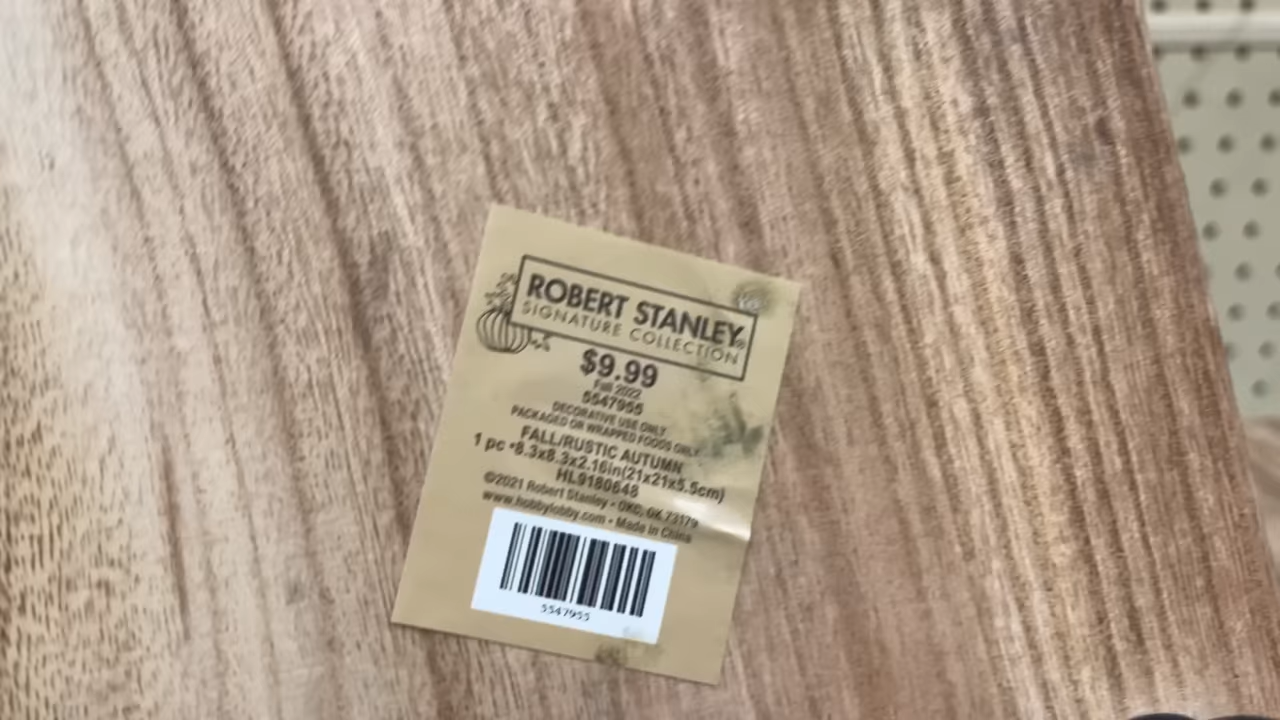 ROBERT STANLEY®
SIGNATURE COLLECTION
$9.99
Fall 2022
5547955
DECORATIVE USE ONLY
PACKAGED OR WRAPPED FOODS ONLY
FALL/RUSTIC AUTUMN
1 pc *8.3x8.3x2.16in(21x21x5.5cm)
HL9180648
©2021 Robert Stanley • OKC, OK 73179
www.hobbylobby.com • Made in China
5547955